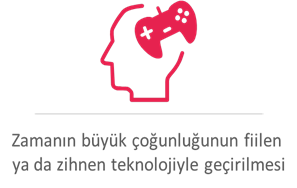 Zamanın büyük çoğunluğunun fiilen
ya da zihnen teknolojiyle geçirilmesi